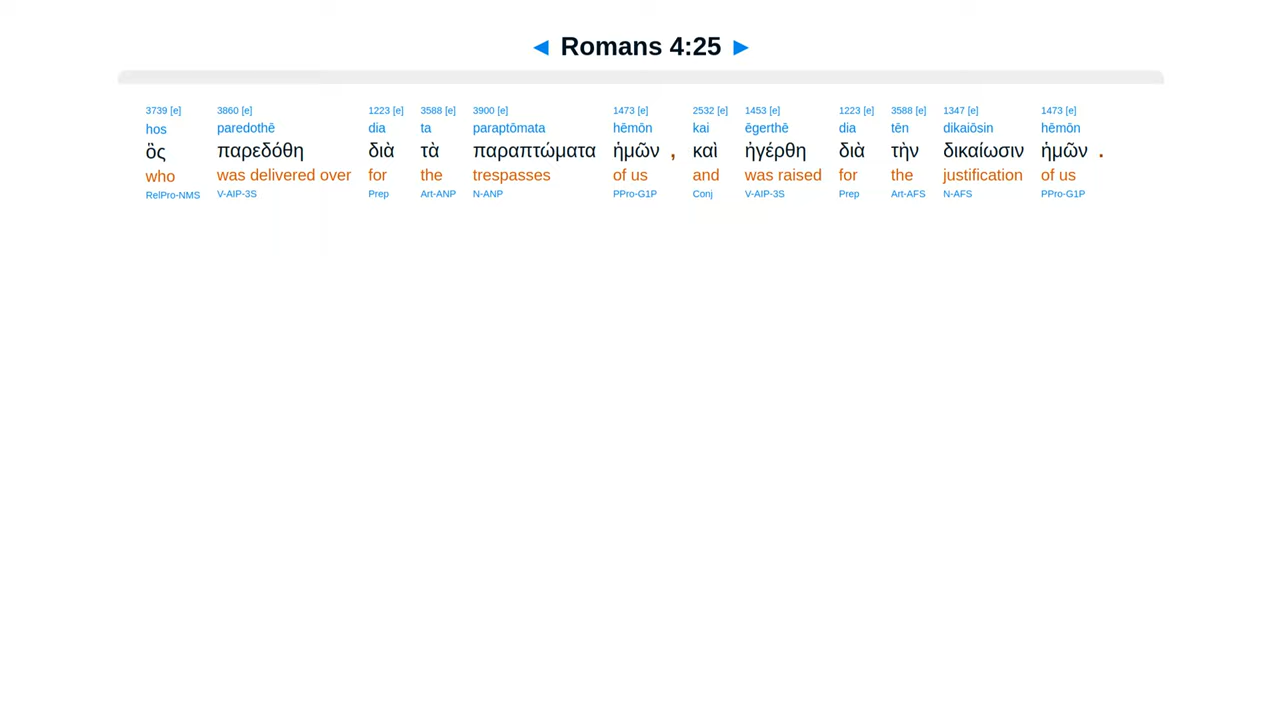 ◄ Romans 4:25 ►
3739 [e] 3860 [e] 1223 [e] 3588 [e] 3900 [e] 1473 [e] 2532 [e] 1453 [e] 1223 [e] 3588 [e] 1347 [e] 1473 [e]
hos paredothē dia ta paraptōmata hēmōn kai ēgerthē dia tēn dikaiōsin hēmōn
ὃς παρεδόθη διὰ τὰ παραπτώματα ἡμῶν , καὶ ἠγέρθη διὰ τὴν δικαίωσιν ἡμῶν .
who was delivered over for the trespasses of us and was raised for the justification of us
RelPro-NMS V-AIP-3S Prep Art-ANP N-ANP PPro-G1P Conj V-AIP-3S Prep Art-AFS N-AFS PPro-G1P